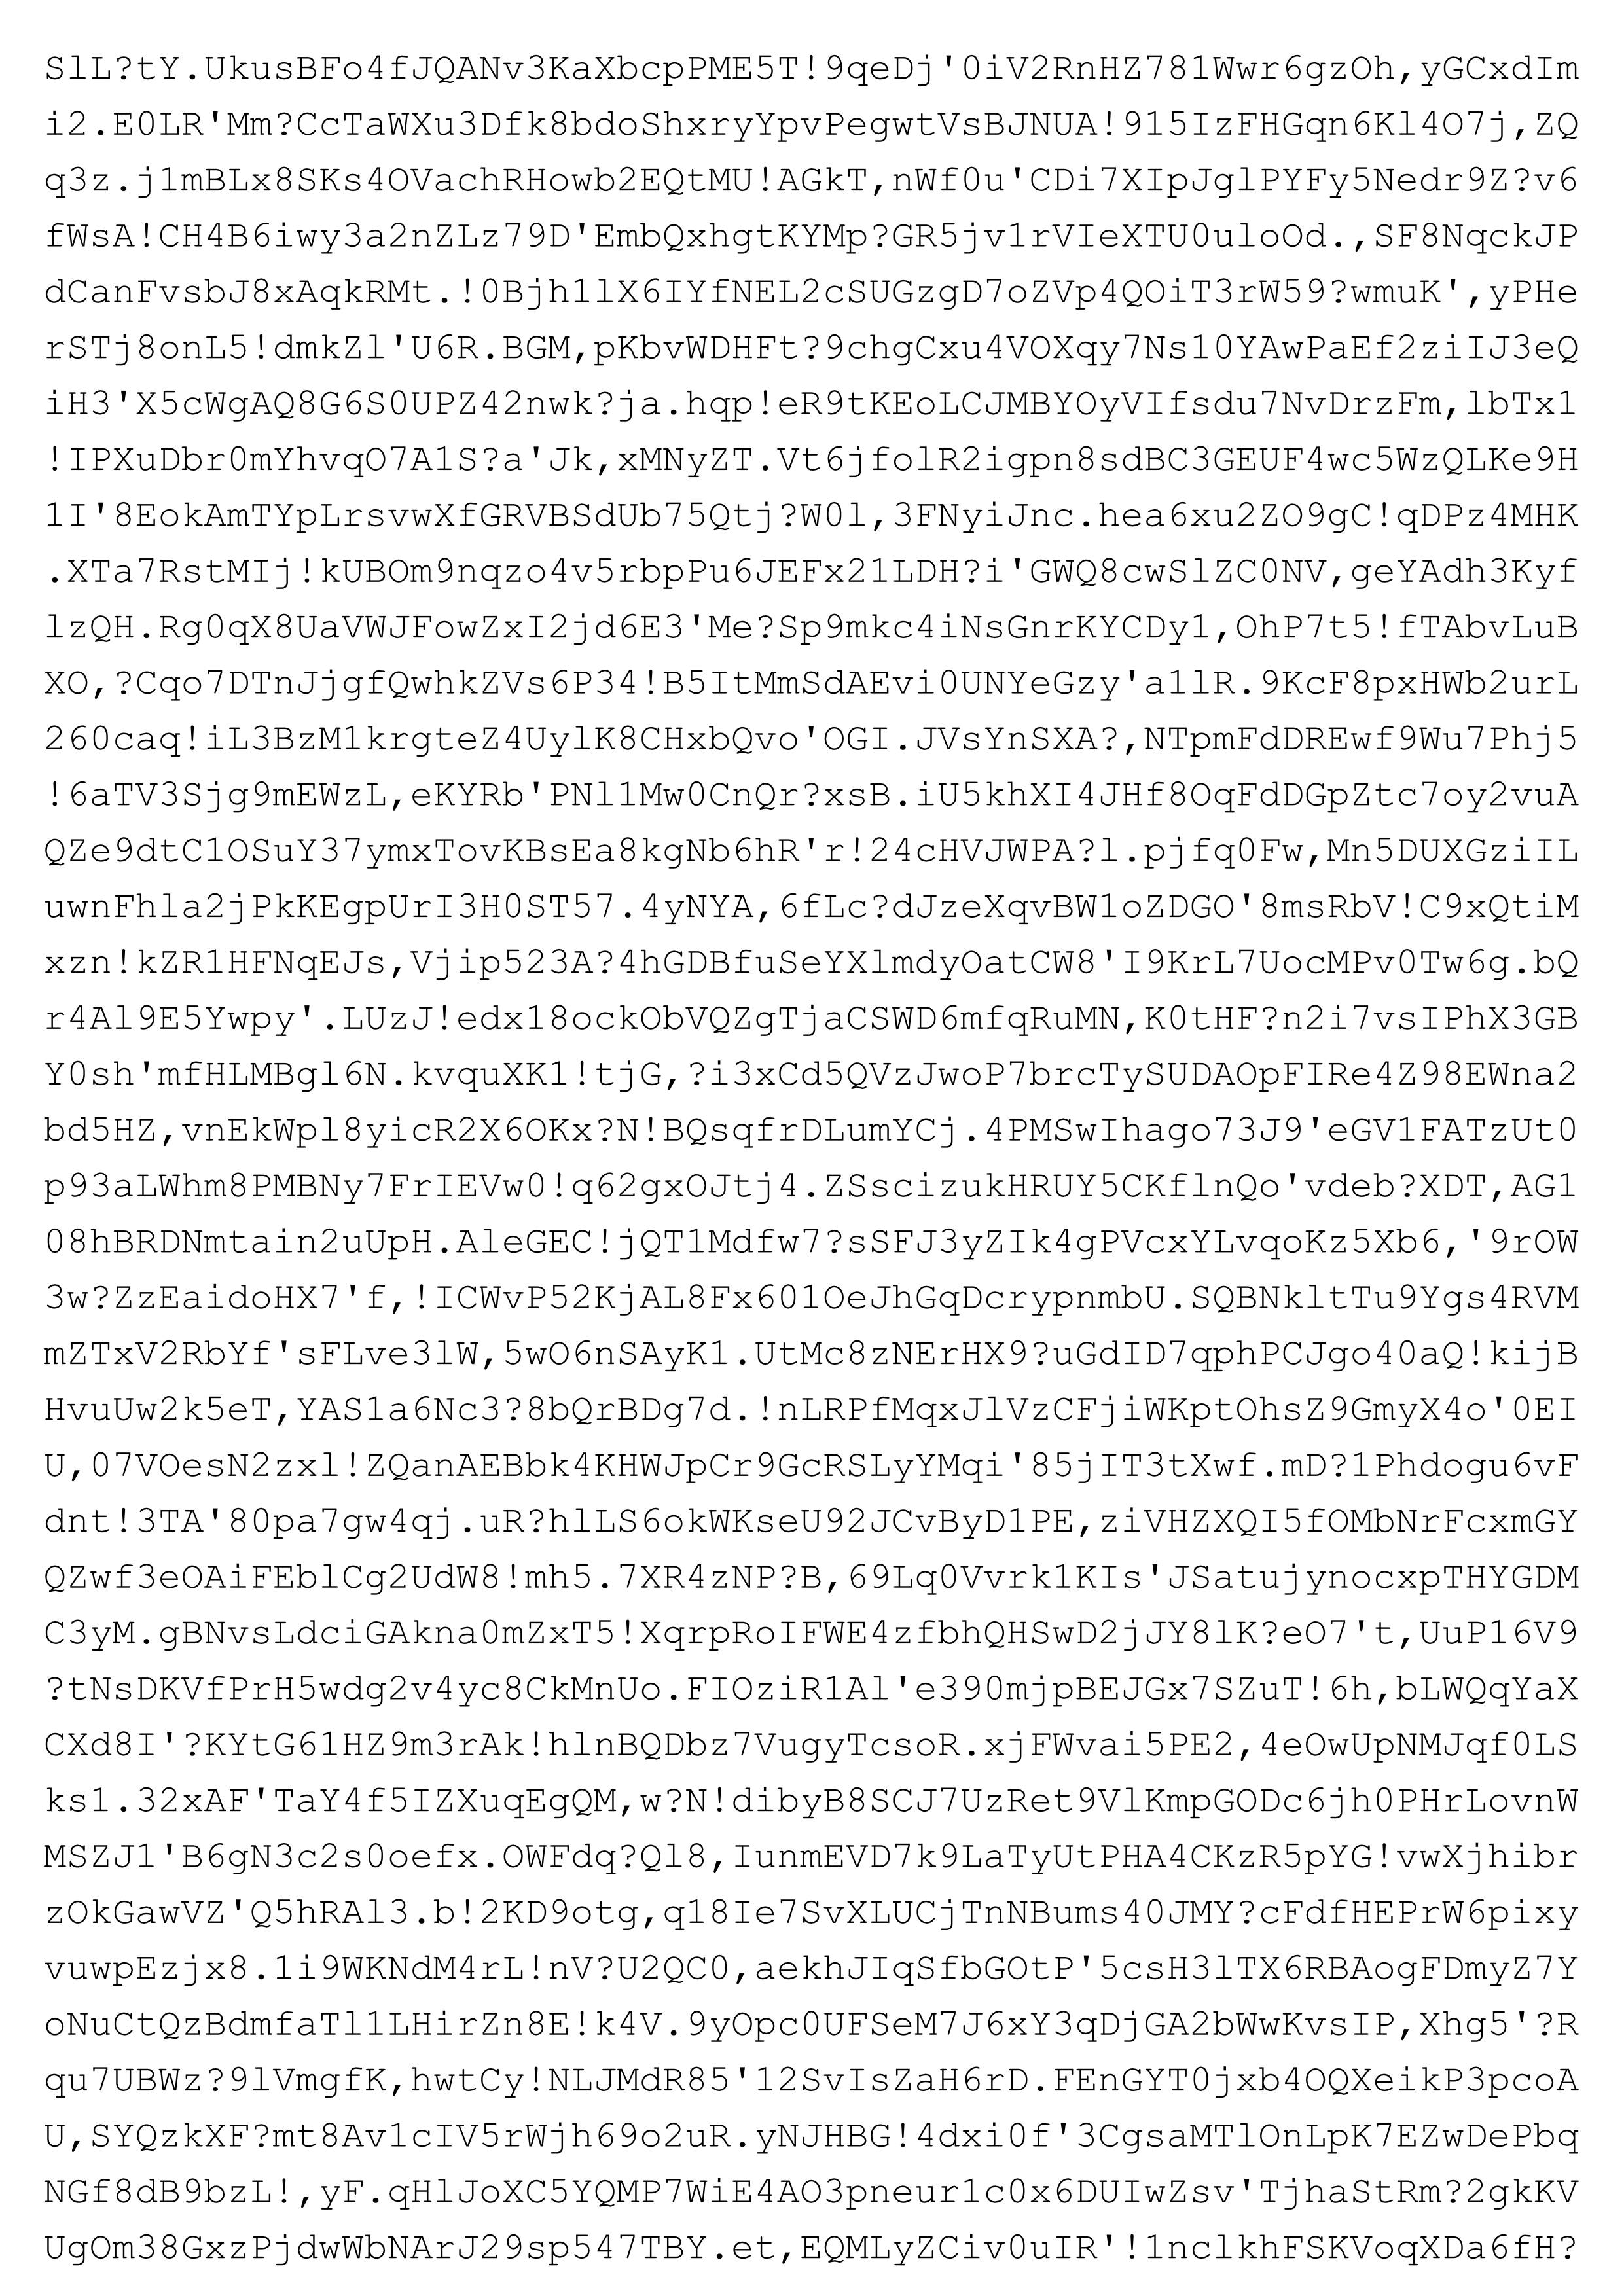 SlL?tY.UkusBFo4fJQANv3KaXbcpPME5T!9qeDj'0iV2RnHZ781Wwr6gzOh,yGCxdIm
i2.E0LR'Mm?CcTaWXu3Dfk8bdoShxryYpvPegwtVsBJNUA!915IzFHGqn6Kl4O7j,ZQ
q3z.j1mBLx8SKs4OVachRHowb2EQtMU!AGkT,nWf0u'CDi7XIpJglPYFy5Nedr9Z?v6
fWsA!CH4B6iwy3a2nZLz79D'EmbQxhgtKYMp?GR5jv1rVIeXTU0uloOd.,SF8NqckJP
dCanFvsbJ8xAqkRMt.!0Bjh1lX6IYfNEL2cSUGzgD7oZVp4QOiT3rW59?wmuK',yPHe
rSTj8onL5!dmkZl'U6R.BGM,pKbvWDHFt?9chgCxu4VOXqy7Ns10YAwPaEf2ziIJ3eQ
iH3'X5cWgAQ8G6S0UPZ42nwk?ja.hqp!eR9tKEoLCJMBYOyVIfsdu7NvDrzFm,lbTx1
!IPXuDbr0mYhvqO7A1S?a'Jk,xMNyZT.Vt6jfolR2igpn8sdBC3GEUF4wc5WzQLKe9H
1I'8EokAmTYpLrsvwXfGRVBSdUb75Qtj?W0l,3FNyiJnc.hea6xu2ZO9gC!qDPz4MHK
.XTa7RstMIj!kUBOm9nqzo4v5rbpPu6JEFx21LDH?i'GWQ8cwSlZC0NV,geYAdh3Kyf
lzQH.Rg0qX8UaVWJFowZxI2jd6E3'Me?Sp9mkc4iNsGnrKYCDy1,OhP7t5!fTAbvLuB
XO,?Cqo7DTnJjgfQwhkZVs6P34!B5ItMmSdAEvi0UNYeGzy'a1lR.9KcF8pxHWb2urL
260caq!iL3BzM1krgteZ4UylK8CHxbQvo'OGI.JVsYnSXA?,NTpmFdDREwf9Wu7Phj5
!6aTV3Sjg9mEWzL,eKYRb'PNl1Mw0CnQr?xsB.iU5khXI4JHf8OqFdDGpZtc7oy2vuA
QZe9dtC1OSuY37ymxTovKBsEa8kgNb6hR'r!24cHVJWPA?l.pjfq0Fw,Mn5DUXGziIL
uwnFhla2jPkKEgpUrI3H0ST57.4yNYA,6fLc?dJzeXqvBW1oZDGO'8msRbV!C9xQtiM
xzn!kZR1HFNqEJs,Vjip523A?4hGDBfuSeYXlmdyOatCW8'I9KrL7UocMPv0Tw6g.bQ
r4Al9E5Ywpy'.LUzJ!edx18ockObVQZgTjaCSWD6mfqRuMN,K0tHF?n2i7vsIPhX3GB
Y0sh'mfHLMBgl6N.kvquXK1!tjG,?i3xCd5QVzJwoP7brcTySUDAOpFIRe4Z98EWna2
bd5HZ,vnEkWpl8yicR2X6OKx?N!BQsqfrDLumYCj.4PMSwIhago73J9'eGV1FATzUt0
p93aLWhm8PMBNy7FrIEVw0!q62gxOJtj4.ZSscizukHRUY5CKflnQo'vdeb?XDT,AG1
08hBRDNmtain2uUpH.AleGEC!jQT1Mdfw7?sSFJ3yZIk4gPVcxYLvqoKz5Xb6,'9rOW
3w?ZzEaidoHX7'f,!ICWvP52KjAL8Fx601OeJhGqDcrypnmbU.SQBNkltTu9Ygs4RVM
mZTxV2RbYf'sFLve3lW,5wO6nSAyK1.UtMc8zNErHX9?uGdID7qphPCJgo40aQ!kijB
HvuUw2k5eT,YAS1a6Nc3?8bQrBDg7d.!nLRPfMqxJlVzCFjiWKptOhsZ9GmyX4o'0EI
U,07VOesN2zxl!ZQanAEBbk4KHWJpCr9GcRSLyYMqi'85jIT3tXwf.mD?1Phdogu6vF
dnt!3TA'80pa7gw4qj.uR?hlLS6okWKseU92JCvByD1PE,ziVHZXQI5fOMbNrFcxmGY
QZwf3eOAiFEblCg2UdW8!mh5.7XR4zNP?B,69Lq0Vvrk1KIs'JSatujynocxpTHYGDM
C3yM.gBNvsLdciGAkna0mZxT5!XqrpRoIFWE4zfbhQHSwD2jJY8lK?eO7't,UuP16V9
?tNsDKVfPrH5wdg2v4yc8CkMnUo.FIOziR1Al'e390mjpBEJGx7SZuT!6h,bLWQqYaX
CXd8I'?KYtG61HZ9m3rAk!hlnBQDbz7VugyTcsoR.xjFWvai5PE2,4eOwUpNMJqf0LS
ks1.32xAF'TaY4f5IZXuqEgQM,w?N!dibyB8SCJ7UzRet9VlKmpGODc6jh0PHrLovnW
MSZJ1'B6gN3c2s0oefx.OWFdq?Ql8,IunmEVD7k9LaTyUtPHA4CKzR5pYG!vwXjhibr
zOkGawVZ'Q5hRAl3.b!2KD9otg,q18Ie7SvXLUCjTnNBums40JMY?cFdfHEPrW6pixy
vuwpEzjx8.1i9WKNdM4rL!nV?U2QC0,aekhJIqSfbGOtP'5csH3lTX6RBAogFDmyZ7Y
oNuCtQzBdmfaTl1LHirZn8E!k4V.9yOpc0UFSeM7J6xY3qDjGA2bWwKvsIP,Xhg5'?R
qu7UBWz?9lVmgfK,hwtCy!NLJMdR85'12SvIsZaH6rD.FEnGYT0jxb4OQXeikP3pcoA
U,SYQzkXF?mt8Av1cIV5rWjh69o2uR.yNJHBG!4dxi0f'3CgsaMTlOnLpK7EZwDePbq
NGf8dB9bzL!,yF.qHlJoXC5YQMP7WiE4AO3pneur1c0x6DUIwZsv'TjhaStRm?2gkKV
UgOm38GxzPjdwWbNArJ29sp547TBY.et,EQMLyZCiv0uIR'!1nclkhFSKVoqXDa6fH?